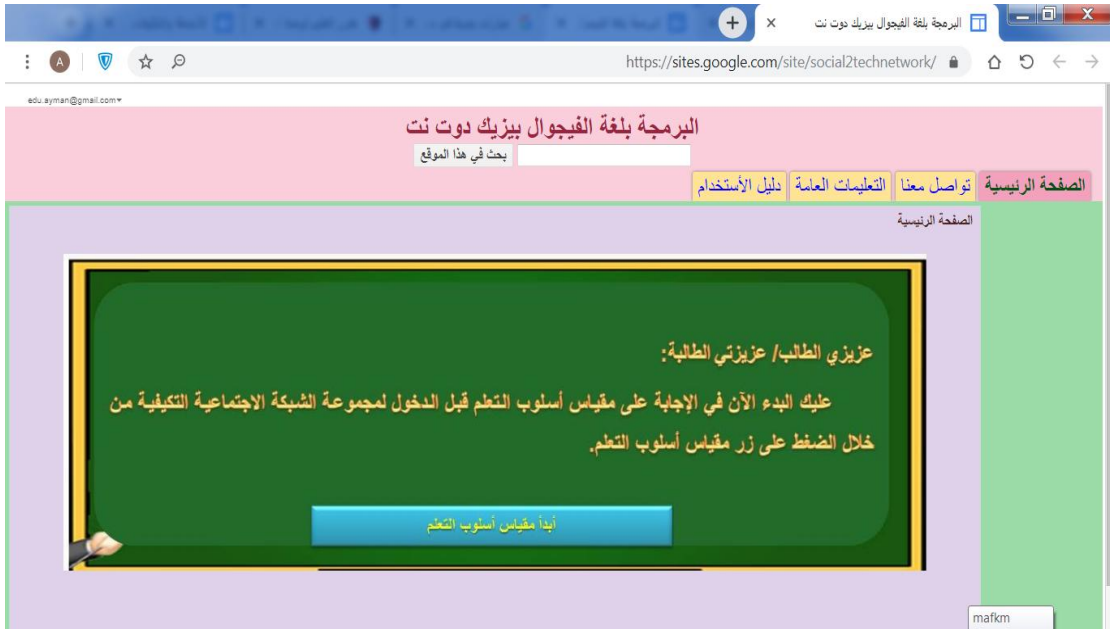 البرمجة بلغة الفيجوال بيزيك دوت نت
https://sites.google.com/site/social2technetwork/
A
edu.ayman@gmail.com
البرمجة بلغة الفيجوال بيزيك دوت نت
بحث في هذا الموقع
الصفحة الرئيسية تواصل معنا التعليمات العامة دليل الأستخدام
الصفحة الرئيسية
عزيزي الطالب/ عزيزتي الطالبة:
عليك البدء الآن في الإجابة على مقياس أسلوب التعلم قبل الدخول لمجموعة الشبكة الاجتماعية التكيفية من
خلال الضغط على زر مقياس أسلوب التعلم.
أبدأ مقياس أسلوب التعلم
mafkm